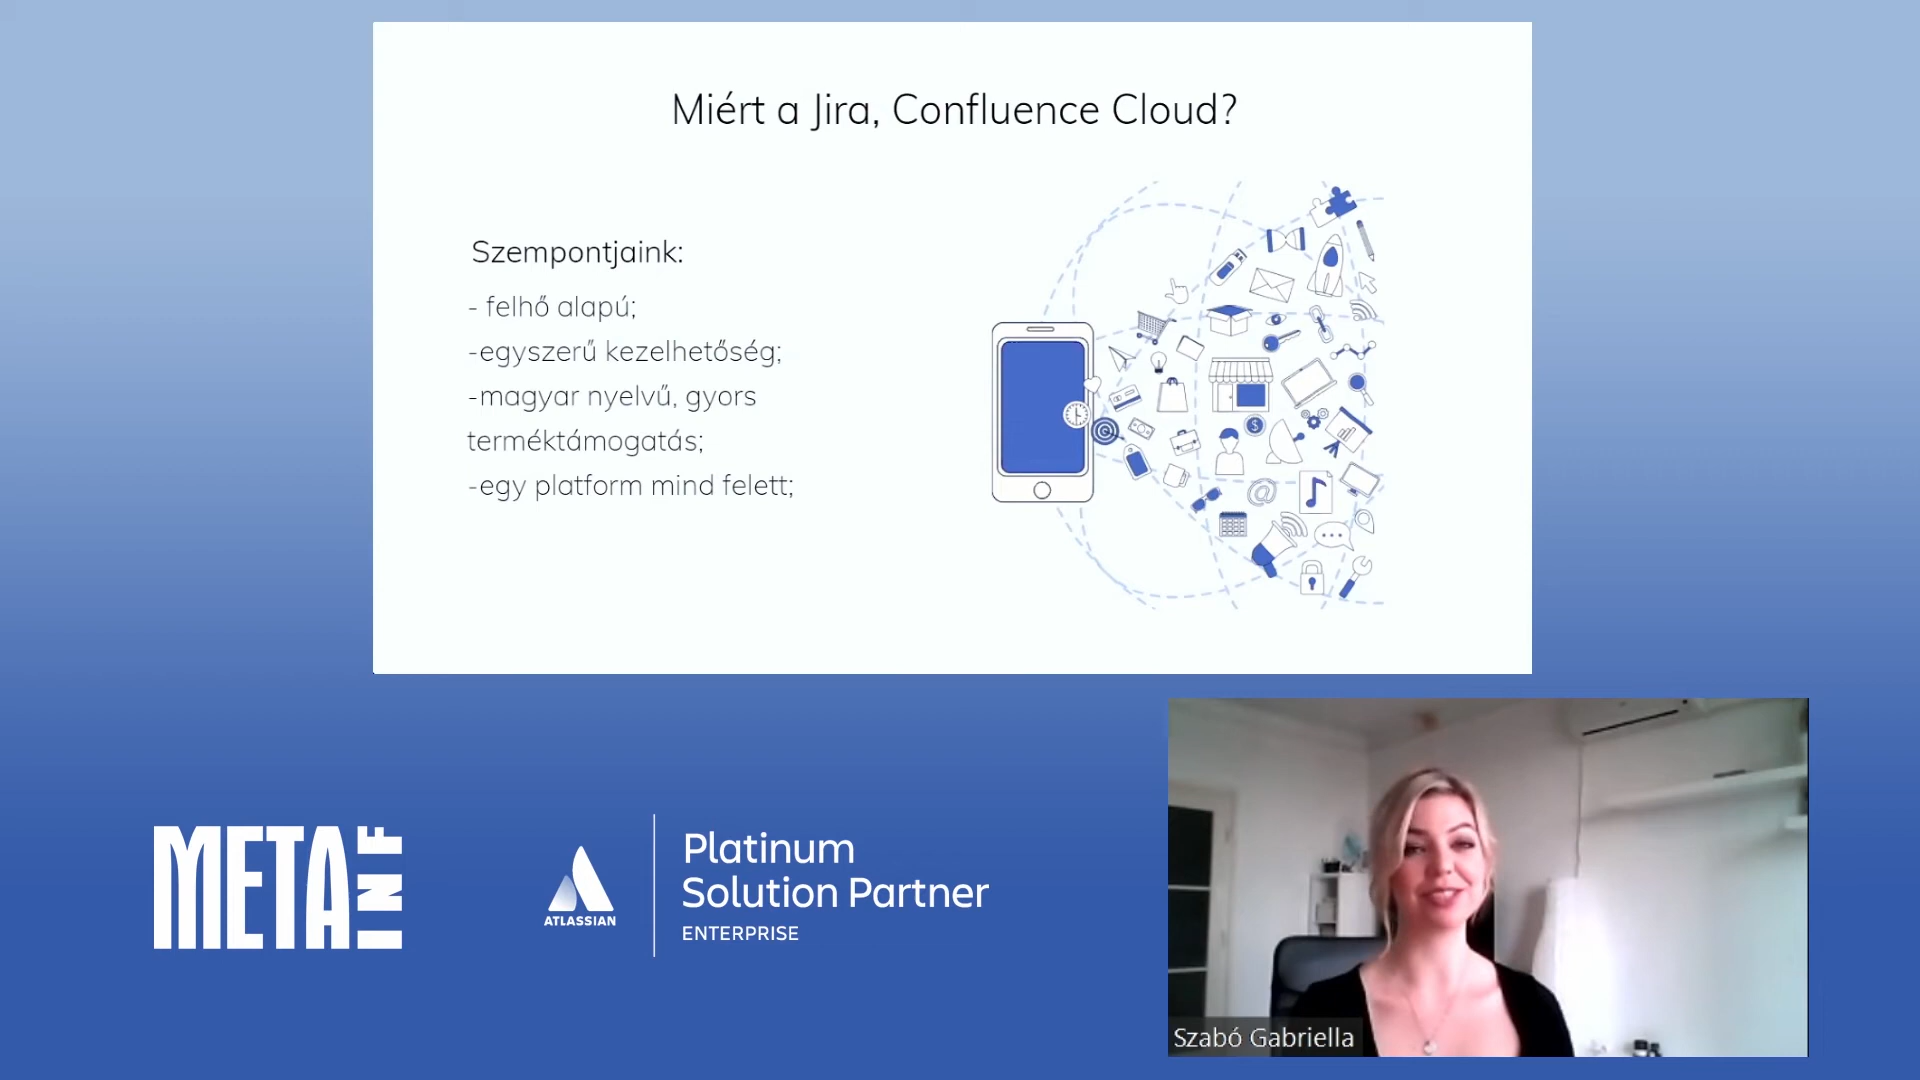 Miért a Jira, Confluence Cloud?
Szempontjaink:
- felhő alapú;
-egyszerű kezelhetőség;
-magyar nyelvű, gyors
terméktámogatás;
-egy platform mind felett;
META
INF
ATLASSIAN
Platinum
Solution Partner
ENTERPRISE
Szabó Gabriella